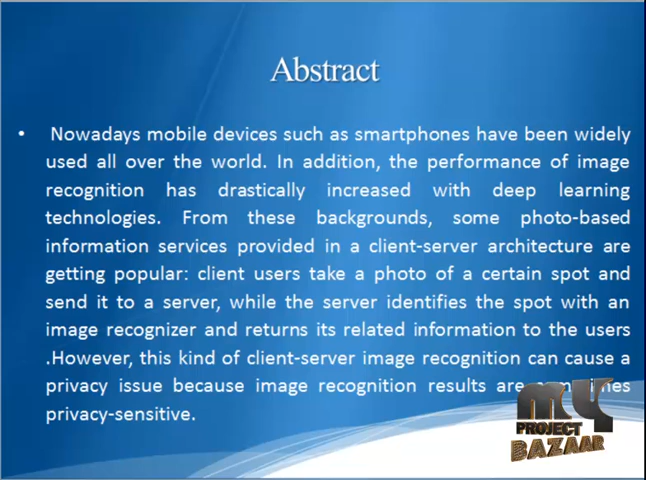 Abstract
• Nowadays mobile devices such as smartphones have been widely
used all over the world. In addition, the performance of image
recognition has drastically increased with deep learning
technologies. From these backgrounds, some photo-based
information services provided in a client-server architecture are
getting popular: client users take a photo of a certain spot and
send it to a server, while the server identifies the spot with an
image recognizer and returns its related information to the users
.However, this kind of client-server image recognition can cause a
privacy issue because image recognition results are sometimes
privacy-sensitive.
MY
PROJECT
BAZAAR